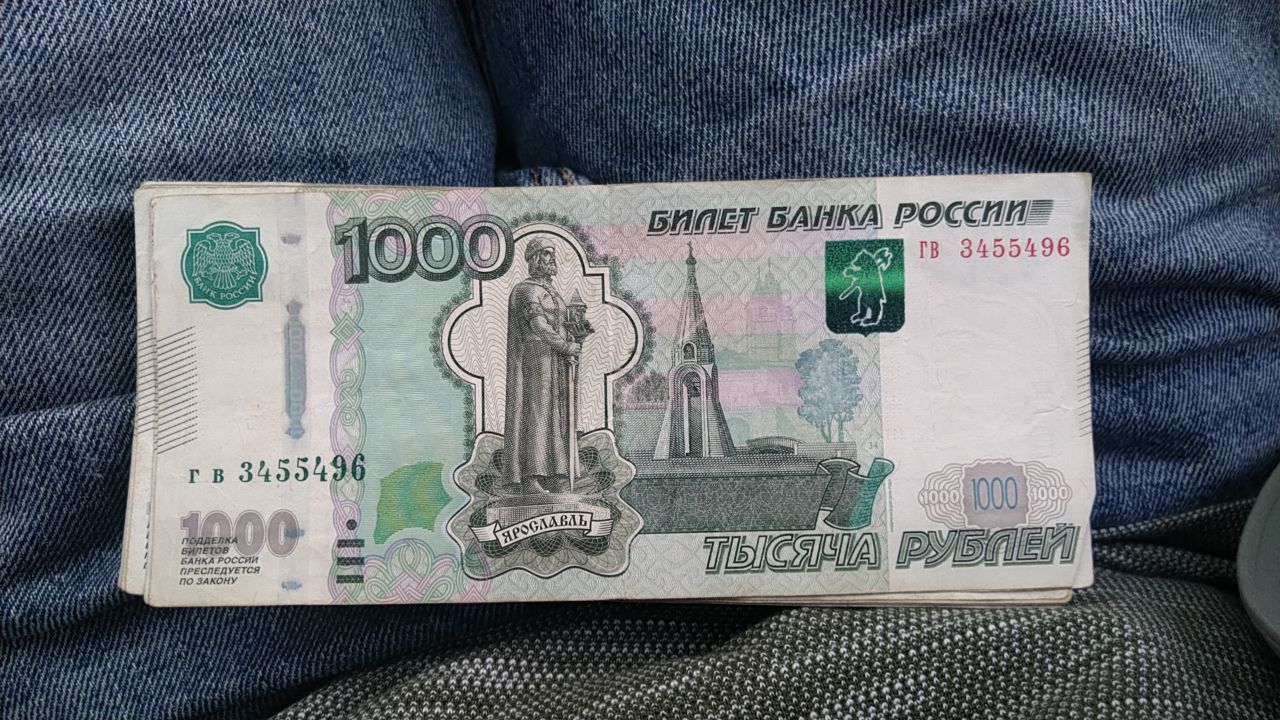 БИЛЕТ БАНКА РОССИИ
1000
гв 3455496
БАНК РОССИИ
гв 3455496
1000
ПОДДЕЛКА
БИЛЕТОВ
БАНКА РОССИИ
ПРЕСЛЕДУЕТСЯ
ПО ЗАКОНУ
ЯРОСЛАВЛЬ
1000 1000 1000
ТЫСЯЧА РУБЛЕЙ